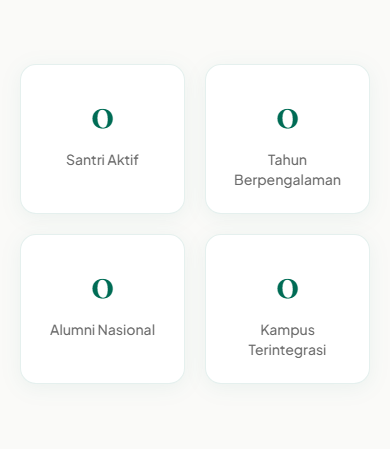 0
Santri Aktif
0
Tahun
Berpengalaman
0
Alumni Nasional
0
Kampus
Terintegrasi